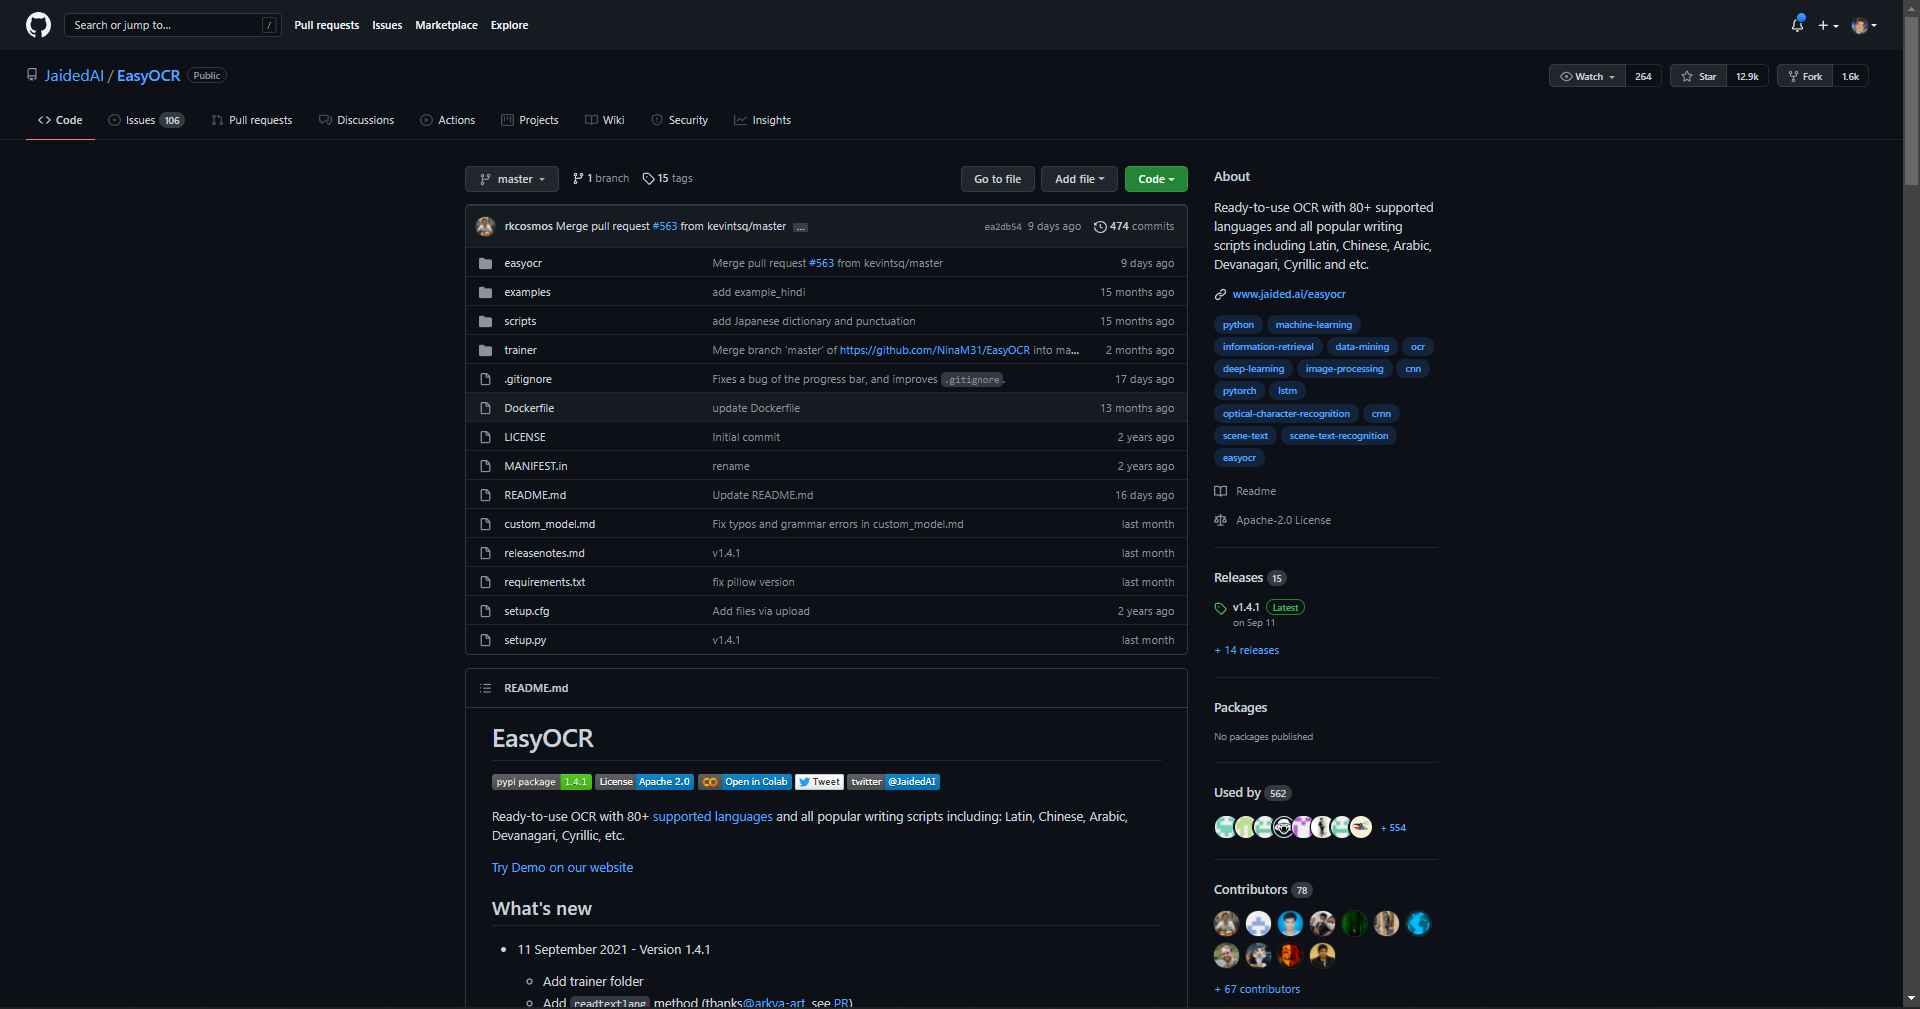 Search or jump to... /
Pull requests Issues Marketplace Explore
JaidedAI / EasyOCR Public
Watch 264 Star 12.9k Fork 1.6k
Code Issues 106 Pull requests Discussions Actions Projects Wiki Security Insights
master 1 branch 15 tags Go to file Add file Code
rkcosmos Merge pull request #563 from kevintsq/master ... ea2db54 9 days ago 474 commits
easyocr Merge pull request #563 from kevintsq/master 9 days ago
examples add example_hindi 15 months ago
scripts add Japanese dictionary and punctuation 15 months ago
trainer Merge branch 'master' of https://github.com/NinaM31/EasyOCR into ma... 2 months ago
.gitignore Fixes a bug of the progress bar, and improves .gitignore. 17 days ago
Dockerfile update Dockerfile 13 months ago
LICENSE Initial commit 2 years ago
MANIFEST.in rename 2 years ago
README.md Update README.md 16 days ago
custom_model.md Fix typos and grammar errors in custom_model.md last month
releasenotes.md v1.4.1 last month
requirements.txt fix pillow version last month
setup.cfg Add files via upload 2 years ago
setup.py v1.4.1 last month
README.md
EasyOCR
pypi package 1.4.1 License Apache 2.0 CO Open in Colab Tweet twitter @JaidedAI
Ready-to-use OCR with 80+ supported languages and all popular writing scripts including: Latin, Chinese, Arabic,
Devanagari, Cyrillic, etc.
Try Demo on our website
What's new
11 September 2021 - Version 1.4.1
Add trainer folder
Add readtextlang method (thanks@arkya-art, see PR)
About
Ready-to-use OCR with 80+ supported
languages and all popular writing
scripts including Latin, Chinese, Arabic,
Devanagari, Cyrillic and etc.
www.jaided.ai/easyocr
python machine-learning
information-retrieval data-mining ocr
deep-learning image-processing cnn
pytorch lstm
optical-character-recognition crnn
scene-text scene-text-recognition
easyocr
Readme
Apache-2.0 License
Releases 15
v1.4.1 Latest
on Sep 11
+ 14 releases
Packages
No packages published
Used by 562
+ 554
Contributors 78
+ 67 contributors